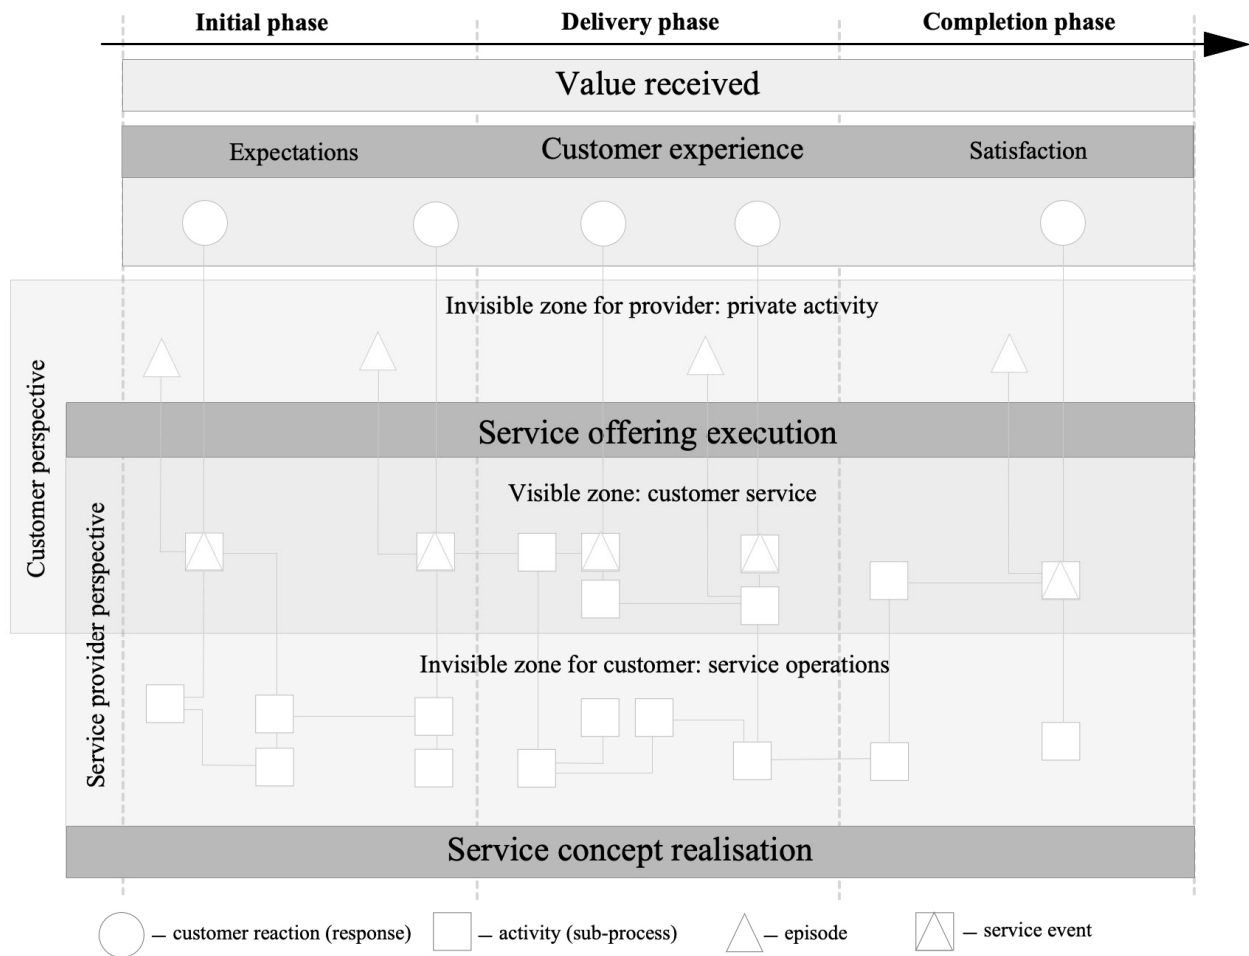 Initial phase
Delivery phase
Completion phase
Value received
Expectations
Customer experience
Satisfaction
Invisible zone for provider: private activity
Customer perspective
Service offering execution
Visible zone: customer service
Service provider perspective
Invisible zone for customer: service operations
Service concept realisation
– customer reaction (response)
– activity (sub-process)
– episode
– service event